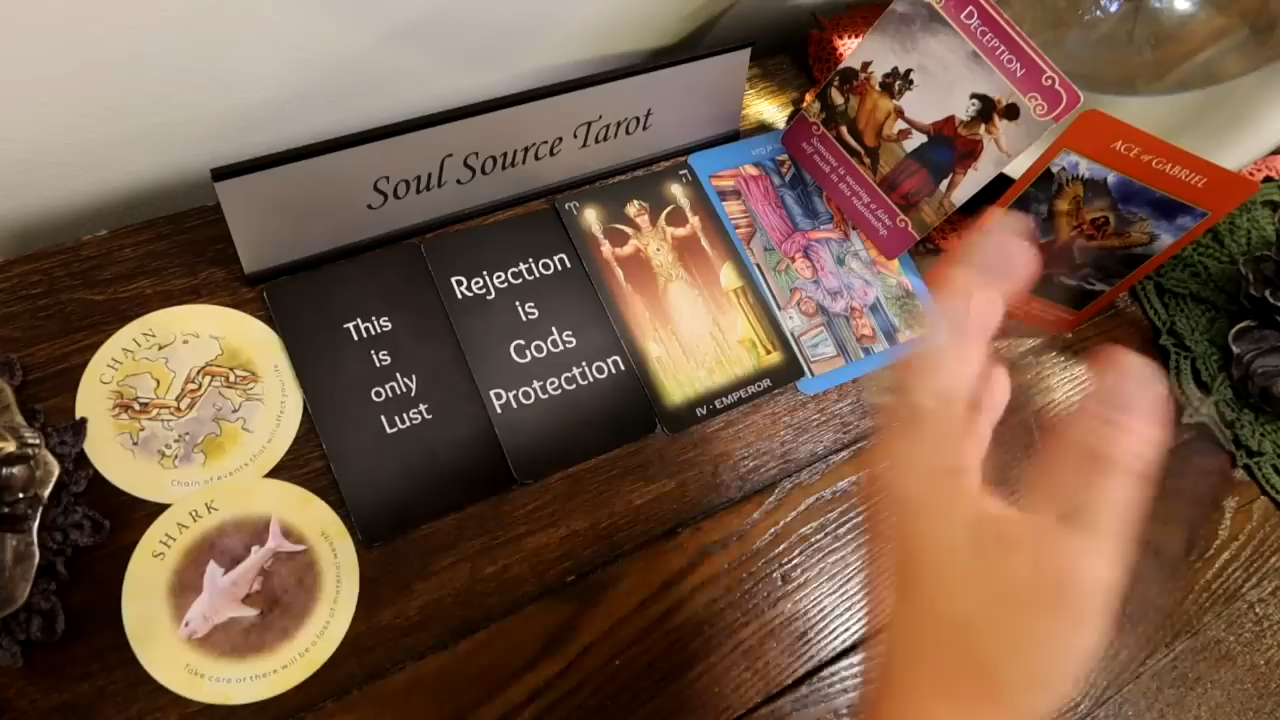 Soul Source Tarot
CHAIN
Chain of events that will affect your life
SHARK
Take care or there will be a loss of material wealth
This
is
only
Lust
Rejection
is
Gods
Protection
IV · EMPEROR
DECEPTION
Someone is wearing a false
self mask in this relationship.
ACE of GABRIEL